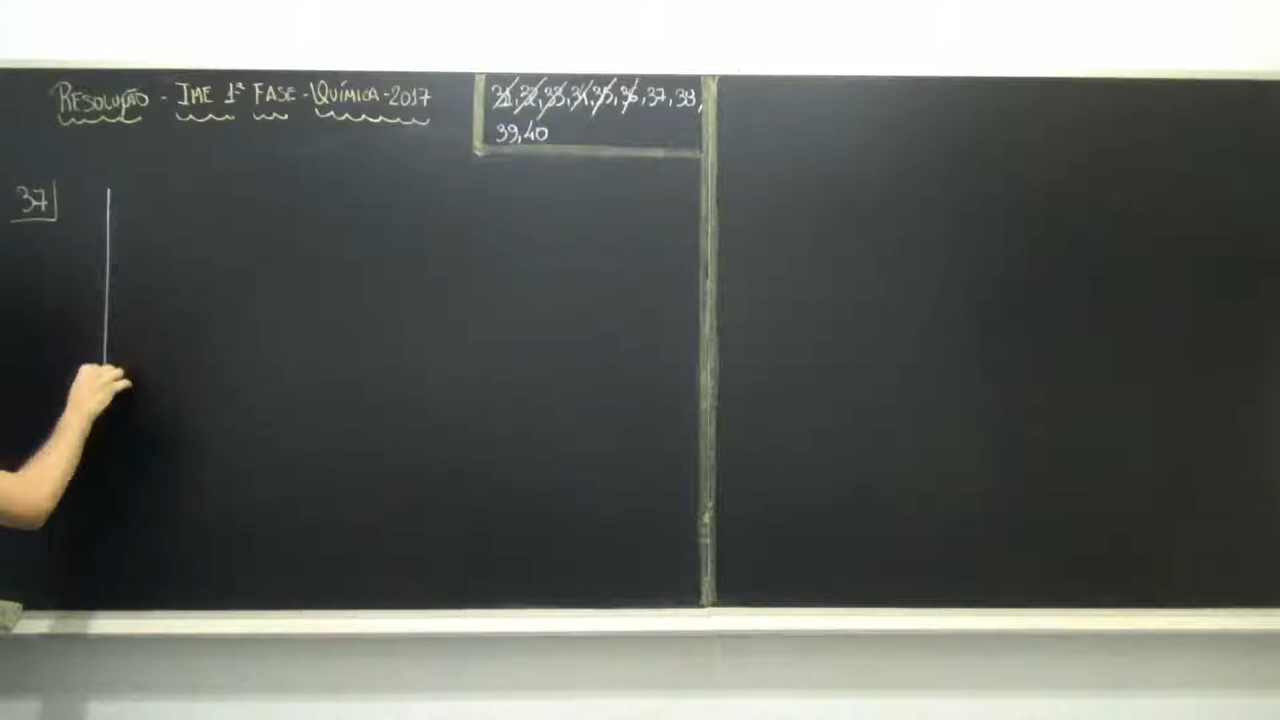 RESOLUÇÃO - IME 1ª FASE - QUÍMICA - 2017
31, 32, 33, 34, 35, 36, 37, 38,
39, 40
37